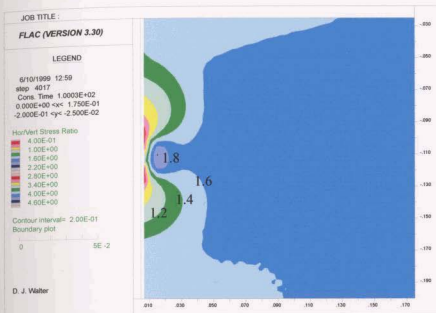 JOB TITLE :
FLAC (VERSION 3.30)
LEGEND
6/10/1999 12:59
step 4017
Cons. Time 1.0003E+02
0.000E+00 <x< 1.750E-01
-2.000E-01 <y< -2.500E-02
Hor/Vert Stress Ratio
4.00E-01
1.00E+00
1.60E+00
2.20E+00
2.80E+00
3.40E+00
4.00E+00
4.60E+00
Contour interval= 2.00E-01
Boundary plot
0 5E -2
D. J. Walter
1.8
1.6
1.4
1.2
-.030
-.050
-.070
-.090
-.110
-.130
-.150
-.170
-.190
.010 .030 .050 .070 .090 .110 .130 .150 .170